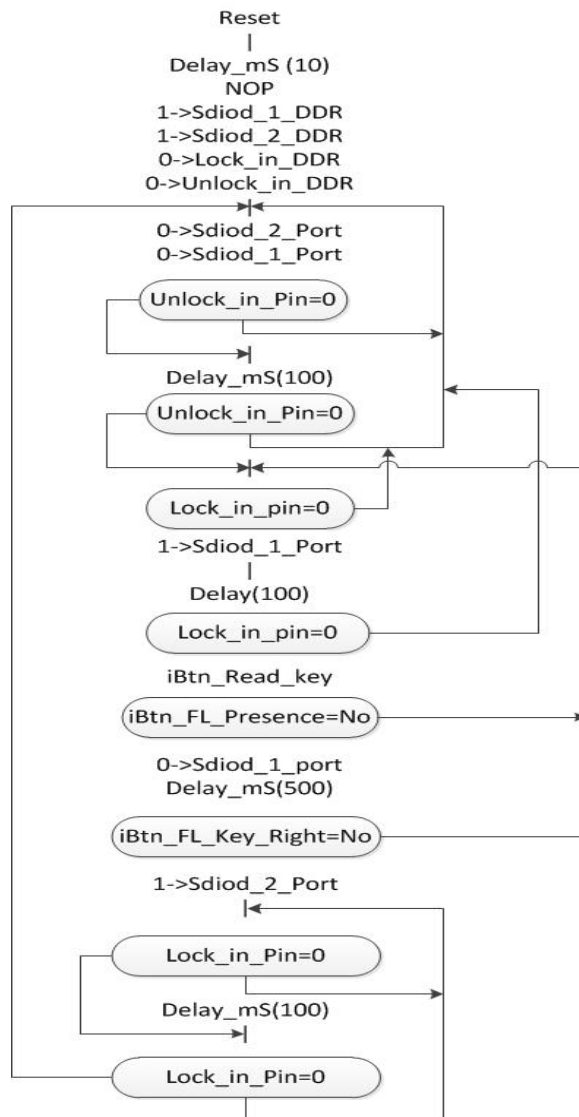 Reset
|
Delay_mS (10)
NOP
1->Sdiod_1_DDR
1->Sdiod_2_DDR
0->Lock_in_DDR
0->Unlock_in_DDR
0->Sdiod_2_Port
0->Sdiod_1_Port
Unlock_in_Pin=0
Delay_mS(100)
Unlock_in_Pin=0
Lock_in_pin=0
1->Sdiod_1_Port
|
Delay(100)
Lock_in_pin=0
iBtn_Read_key
iBtn_FL_Presence=No
0->Sdiod_1_port
Delay_mS(500)
iBtn_FL_Key_Right=No
1->Sdiod_2_Port
Lock_in_Pin=0
Delay_mS(100)
Lock_in_Pin=0